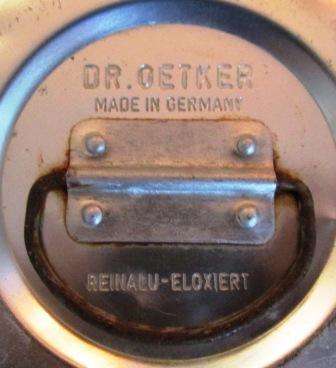 DR. OETKER
MADE IN GERMANY
REINALU-ELOXIERT